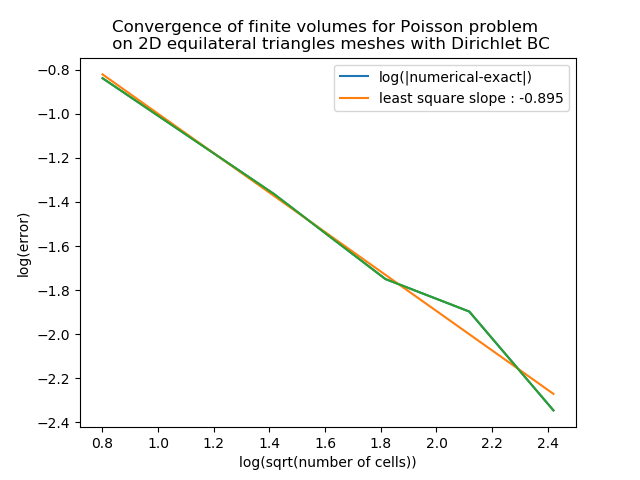 Convergence of finite volumes for Poisson problem
on 2D equilateral triangles meshes with Dirichlet BC
log(|numerical-exact|)
least square slope : -0.895
log(error)
−0.8
−1.0
−1.2
−1.4
−1.6
−1.8
−2.0
−2.2
−2.4
0.8 1.0 1.2 1.4 1.6 1.8 2.0 2.2 2.4
log(sqrt(number of cells))